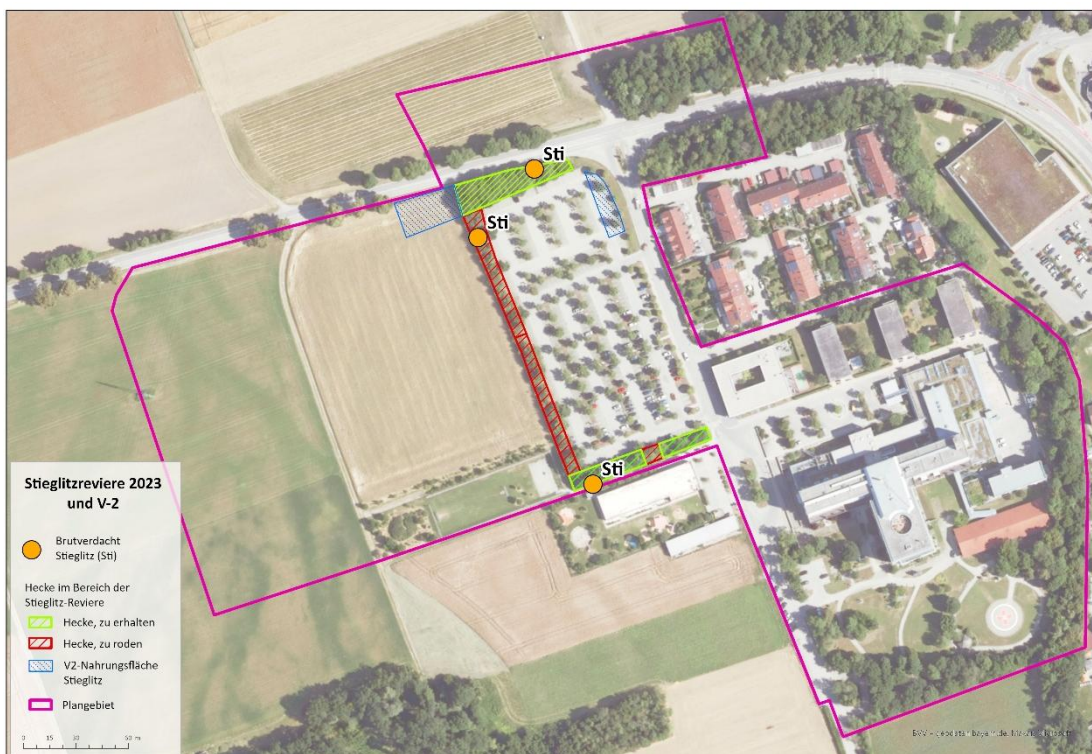 Sti
Sti
Sti
Stieglitzreviere 2023
und V-2
Brutverdacht
Stieglitz (Sti)
Hecke im Bereich der
Stieglitz-Reviere
Hecke, zu erhalten
Hecke, zu roden
V2-Nahrungsfläche
Stieglitz
Plangebiet
0 15 30 50 m